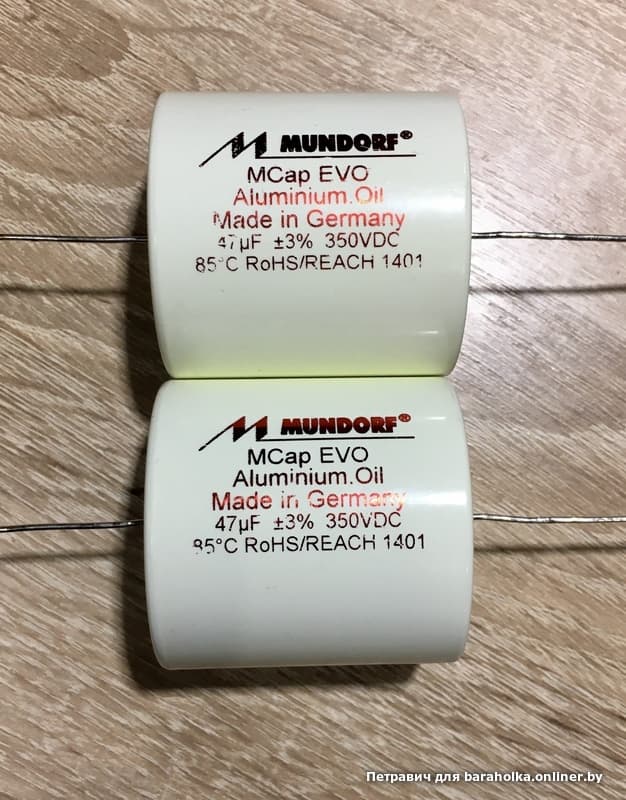 MUNDORF®
MCap EVO
Aluminium.Oil
Made in Germany
47µF ±3% 350VDC
85°C RoHS/REACH 1401
MUNDORF®
MCap EVO
Aluminium.Oil
Made in Germany
47µF ±3% 350VDC
85°C RoHS/REACH 1401
Петравич для baraholka.onliner.by